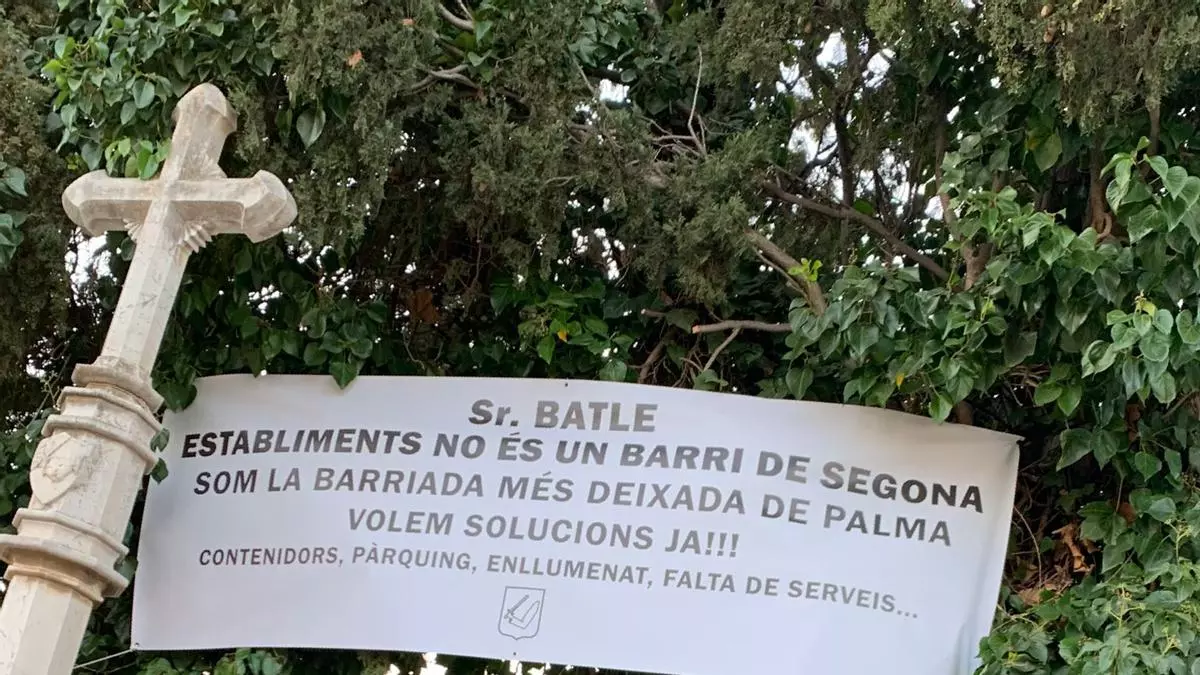 Sr. BATLE
ESTABLIMENTS NO ÉS UN BARRI DE SEGONA
SOM LA BARRIADA MÉS DEIXADA DE PALMA
VOLEM SOLUCIONS JA!!!
CONTENIDORS, PÀRQUING, ENLLUMENAT, FALTA DE SERVEIS...